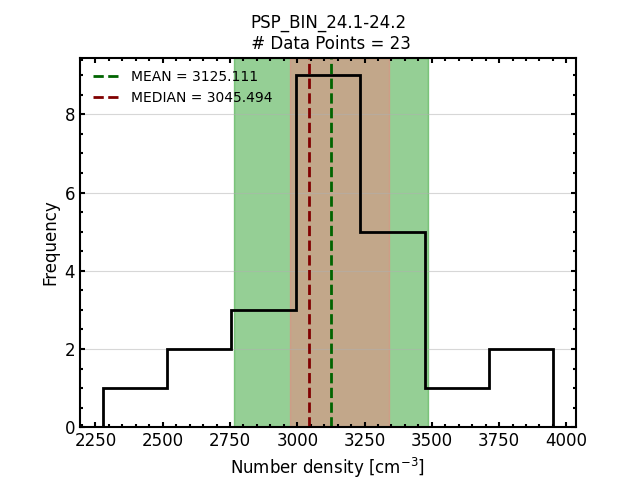 PSP_BIN_24.1-24.2
# Data Points = 23
MEAN = 3125.111
MEDIAN = 3045.494
Frequency
8
6
4
2
0
2250 2500 2750 3000 3250 3500 3750 4000
Number density [cm⁻³]